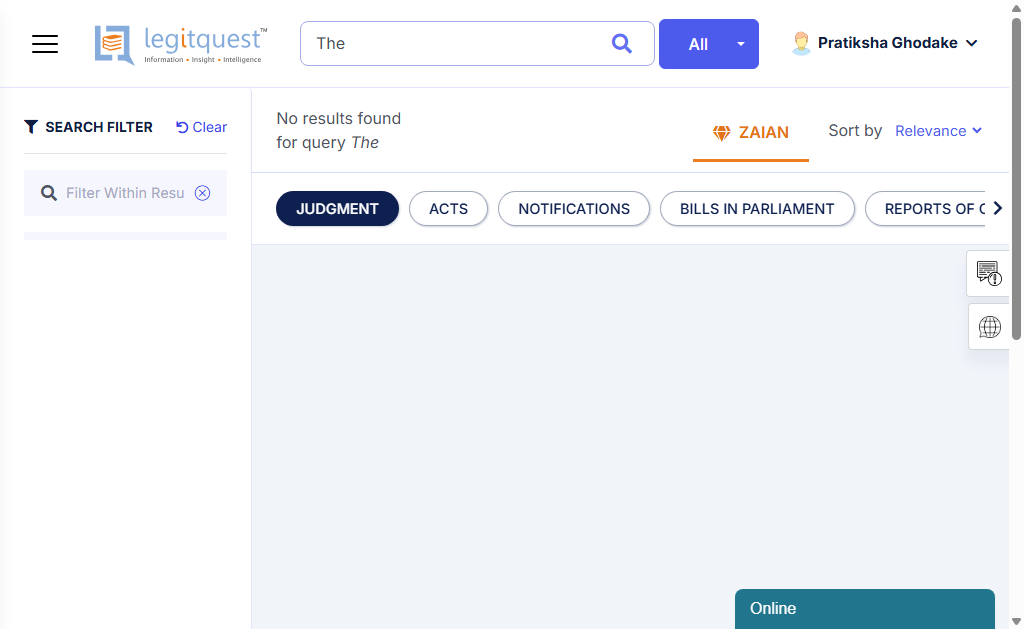 legitquest™
Information • Insight • Intelligence
The
All
Pratiksha Ghodake
SEARCH FILTER
Clear
Filter Within Resu
No results found
for query The
ZAIAN
Sort by
Relevance
JUDGMENT
ACTS
NOTIFICATIONS
BILLS IN PARLIAMENT
REPORTS OF
Online